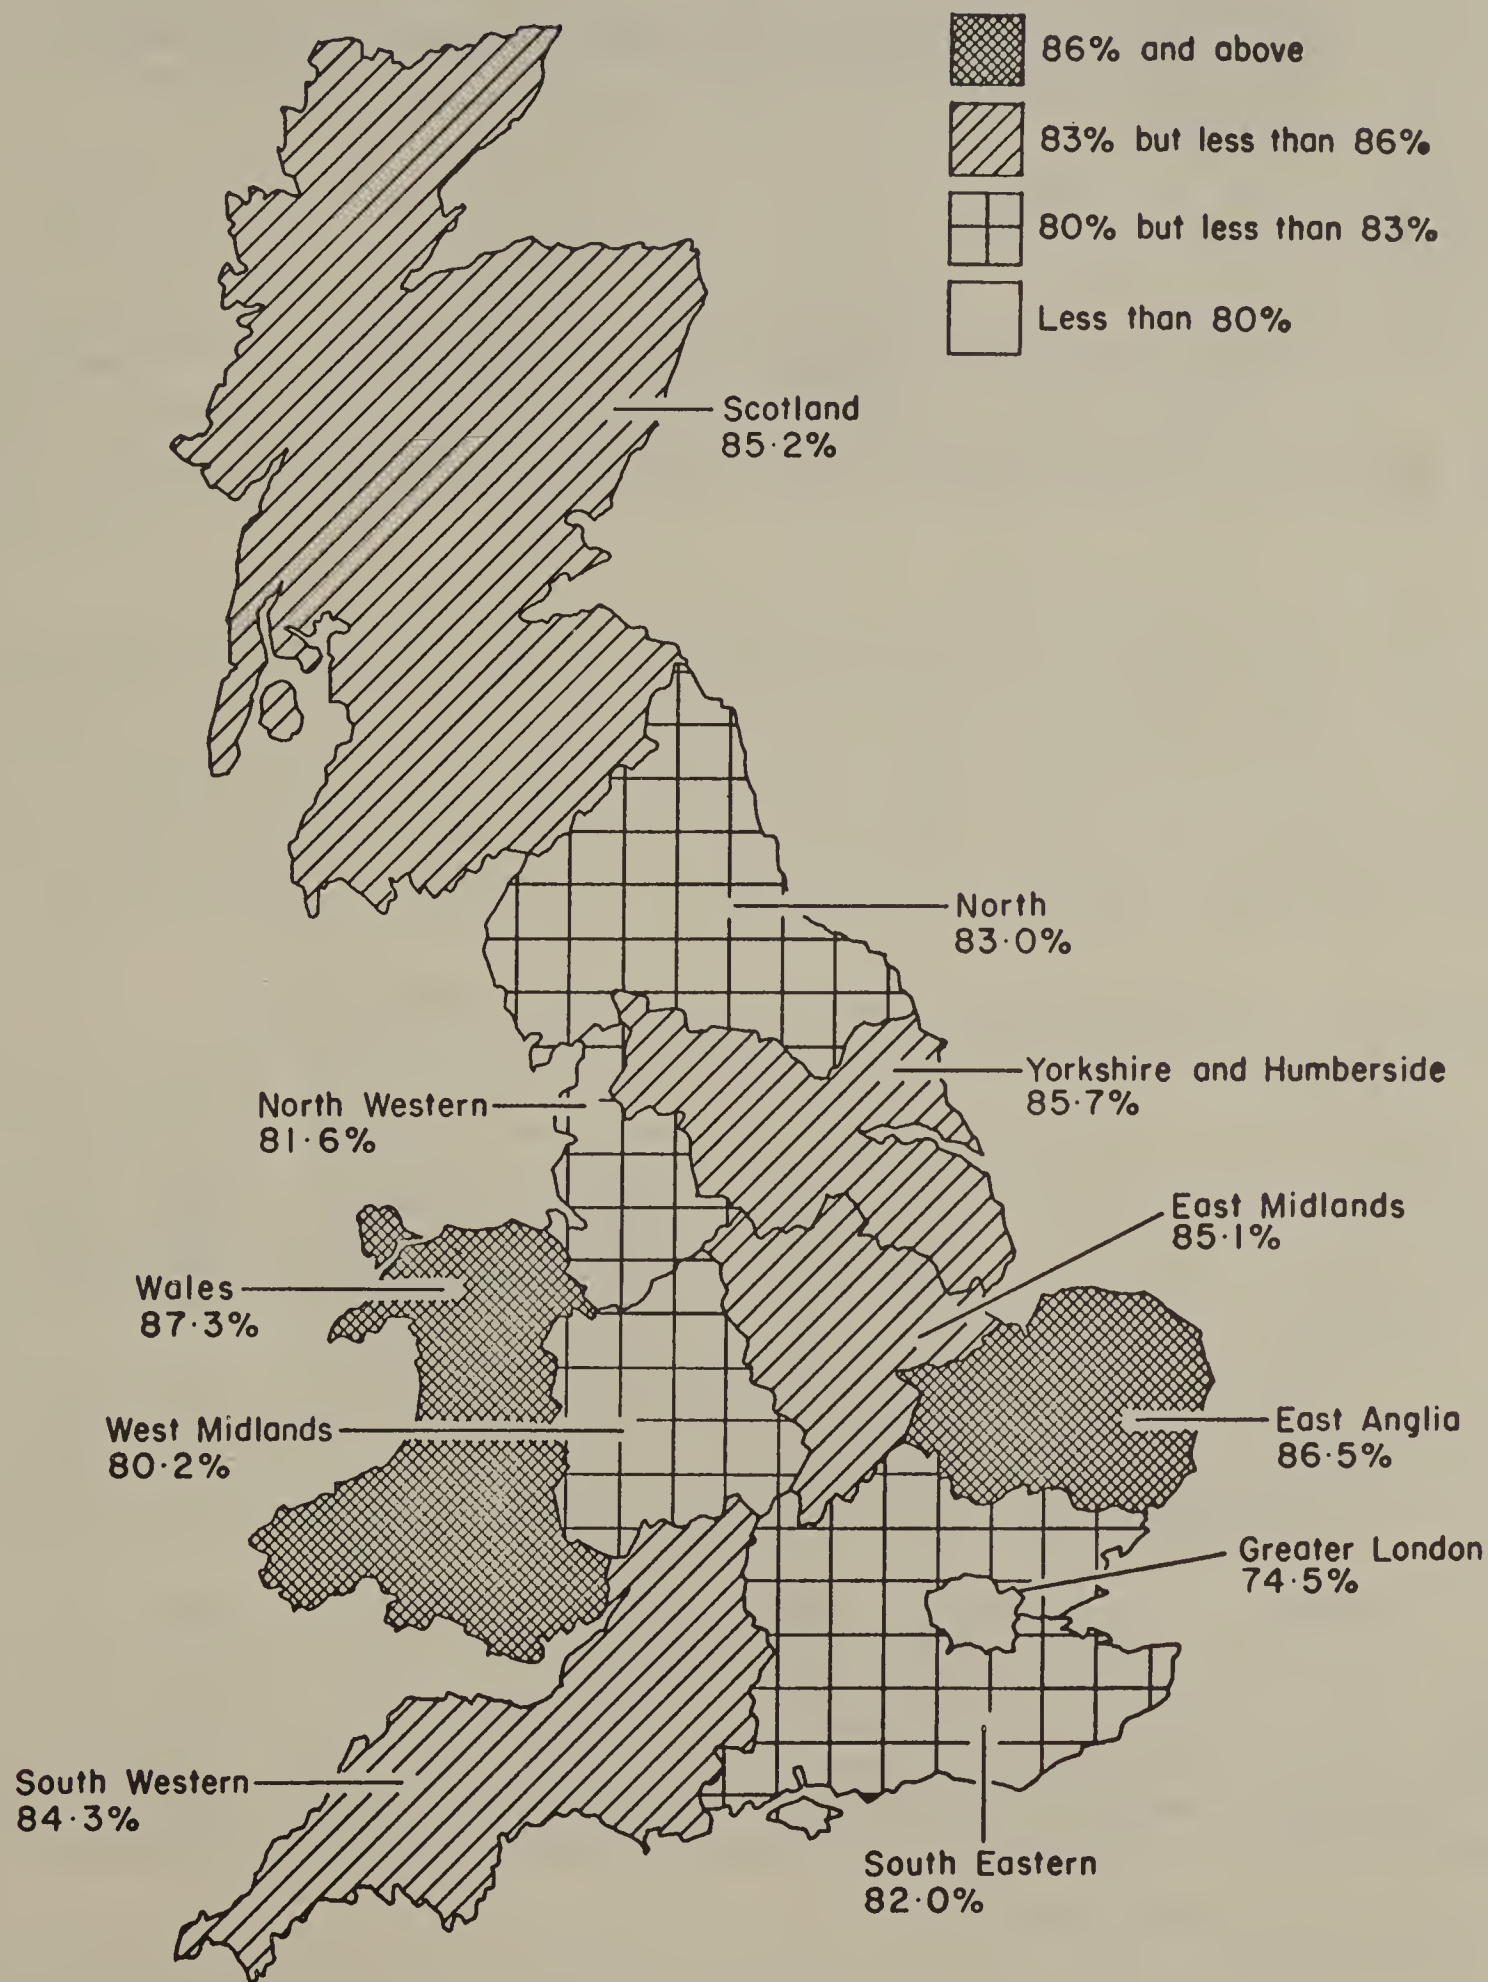 86% and above
83% but less than 86%
80% but less than 83%
Less than 80%
Scotland
85·2%
North
83·0%
Yorkshire and Humberside
85·7%
North Western
81·6%
East Midlands
85·1%
Wales
87·3%
East Anglia
86·5%
West Midlands
80·2%
Greater London
74·5%
South Western
84·3%
South Eastern
82·0%